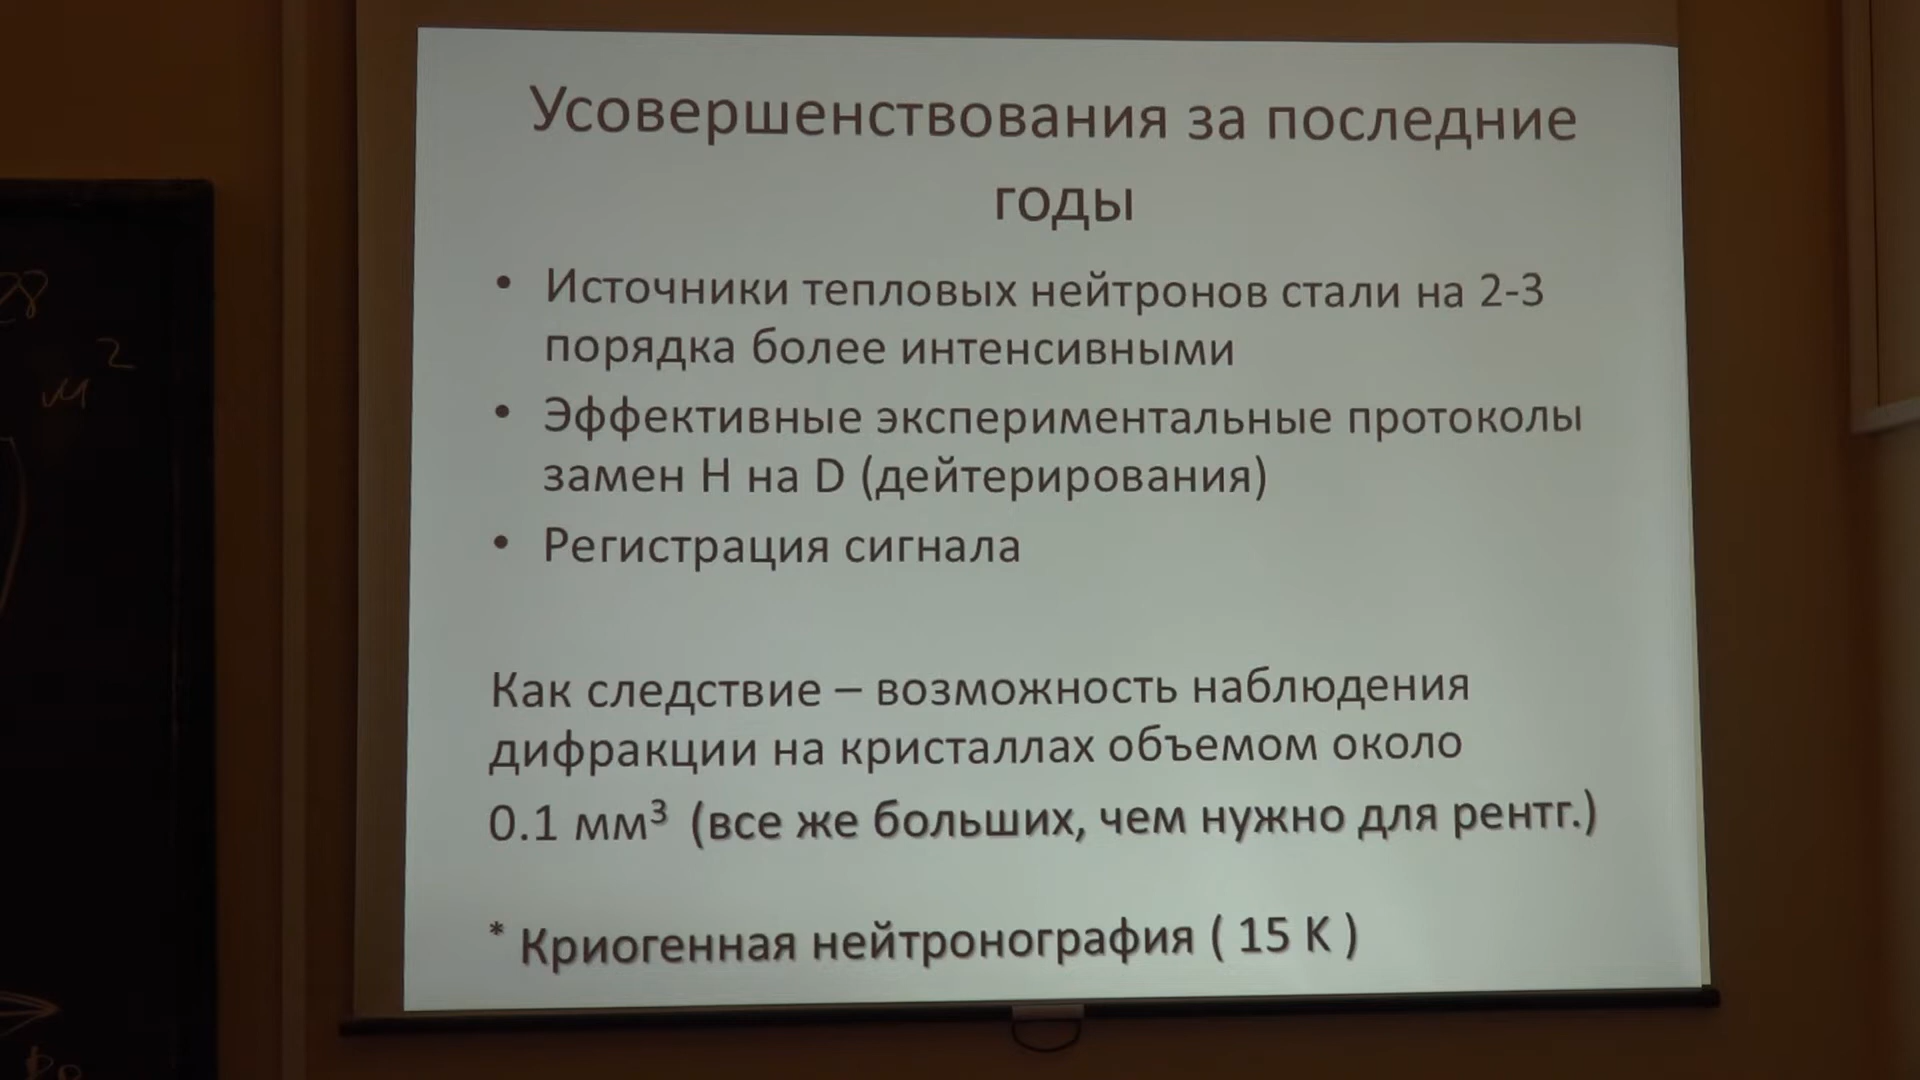 Усовершенствования за последние
годы
• Источники тепловых нейтронов стали на 2-3
порядка более интенсивными
• Эффективные экспериментальные протоколы
замен H на D (дейтерирования)
• Регистрация сигнала
Как следствие – возможность наблюдения
дифракции на кристаллах объемом около
0.1 мм³ (все же больших, чем нужно для рентг.)
* Криогенная нейтронография ( 15 K )
28
м²